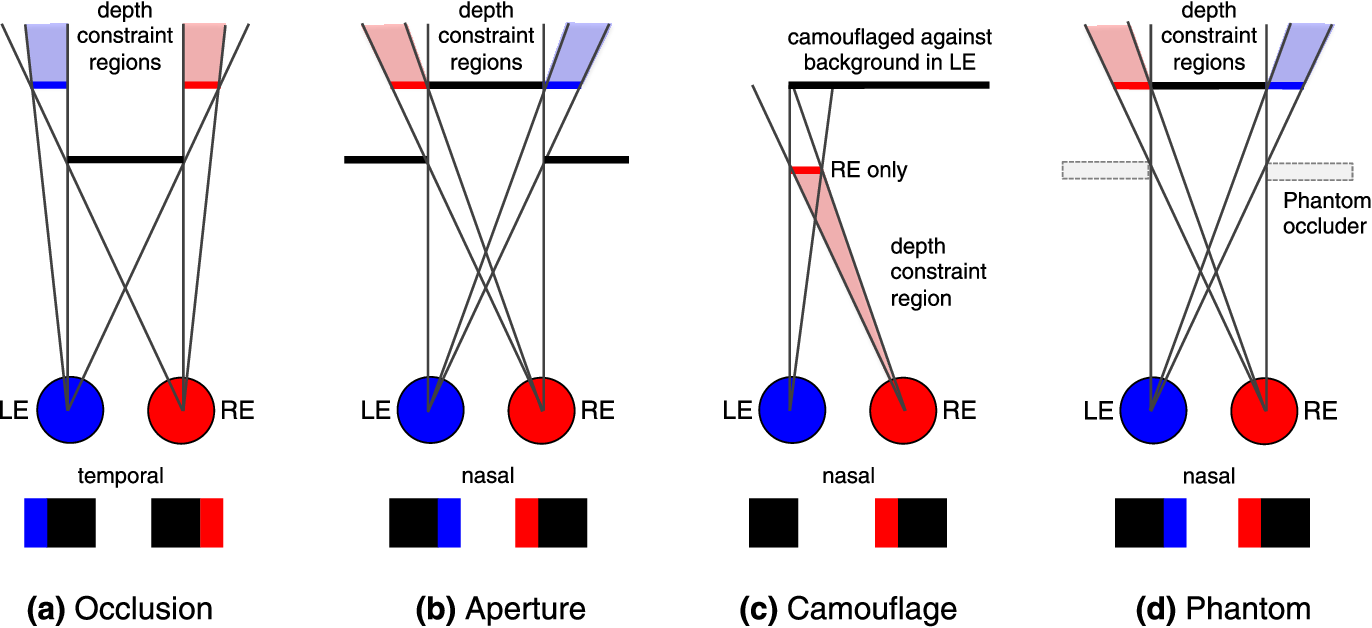 depth
constraint
regions
LE
RE
temporal
(a) Occlusion
depth
constraint
regions
LE
RE
nasal
(b) Aperture
camouflaged against
background in LE
RE only
depth
constraint
region
LE
RE
nasal
(c) Camouflage
depth
constraint
regions
Phantom
occluder
LE
RE
nasal
(d) Phantom